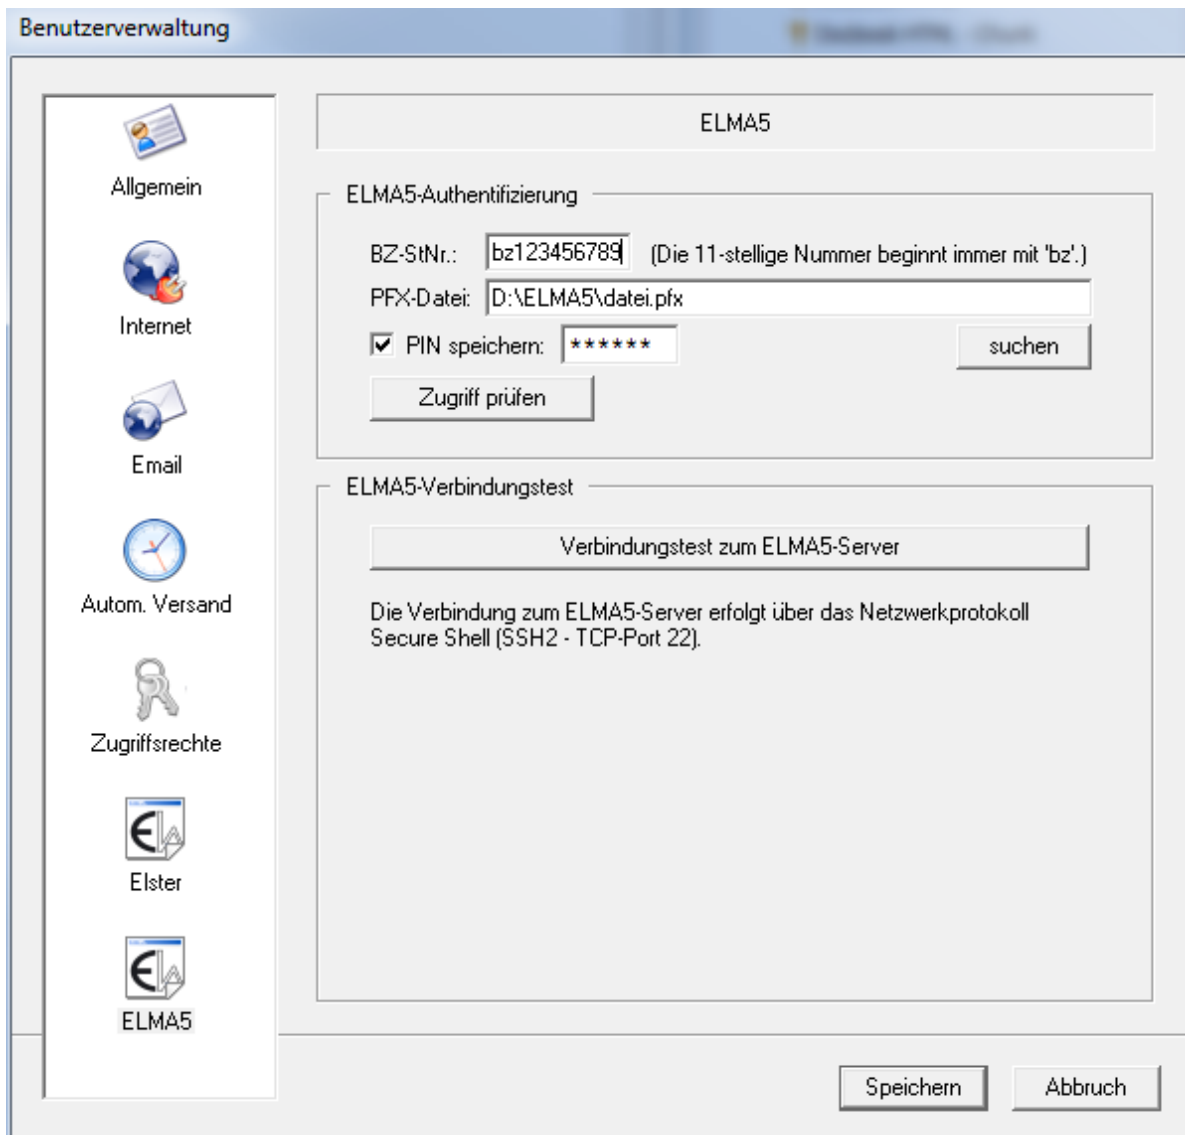 Benutzerverwaltung
Allgemein
Internet
Email
Autom. Versand
Zugriffsrechte
Elster
ELMA5
ELMA5
ELMA5-Authentifizierung
BZ-StNr.: bz123456789 (Die 11-stellige Nummer beginnt immer mit 'bz'.)
PFX-Datei: D:\ELMA5\datei.pfx
PIN speichern: ****** suchen
Zugriff prüfen
ELMA5-Verbindungstest
Verbindungstest zum ELMA5-Server
Die Verbindung zum ELMA5-Server erfolgt über das Netzwerkprotokoll
Secure Shell (SSH2 - TCP-Port 22).
Speichern Abbruch